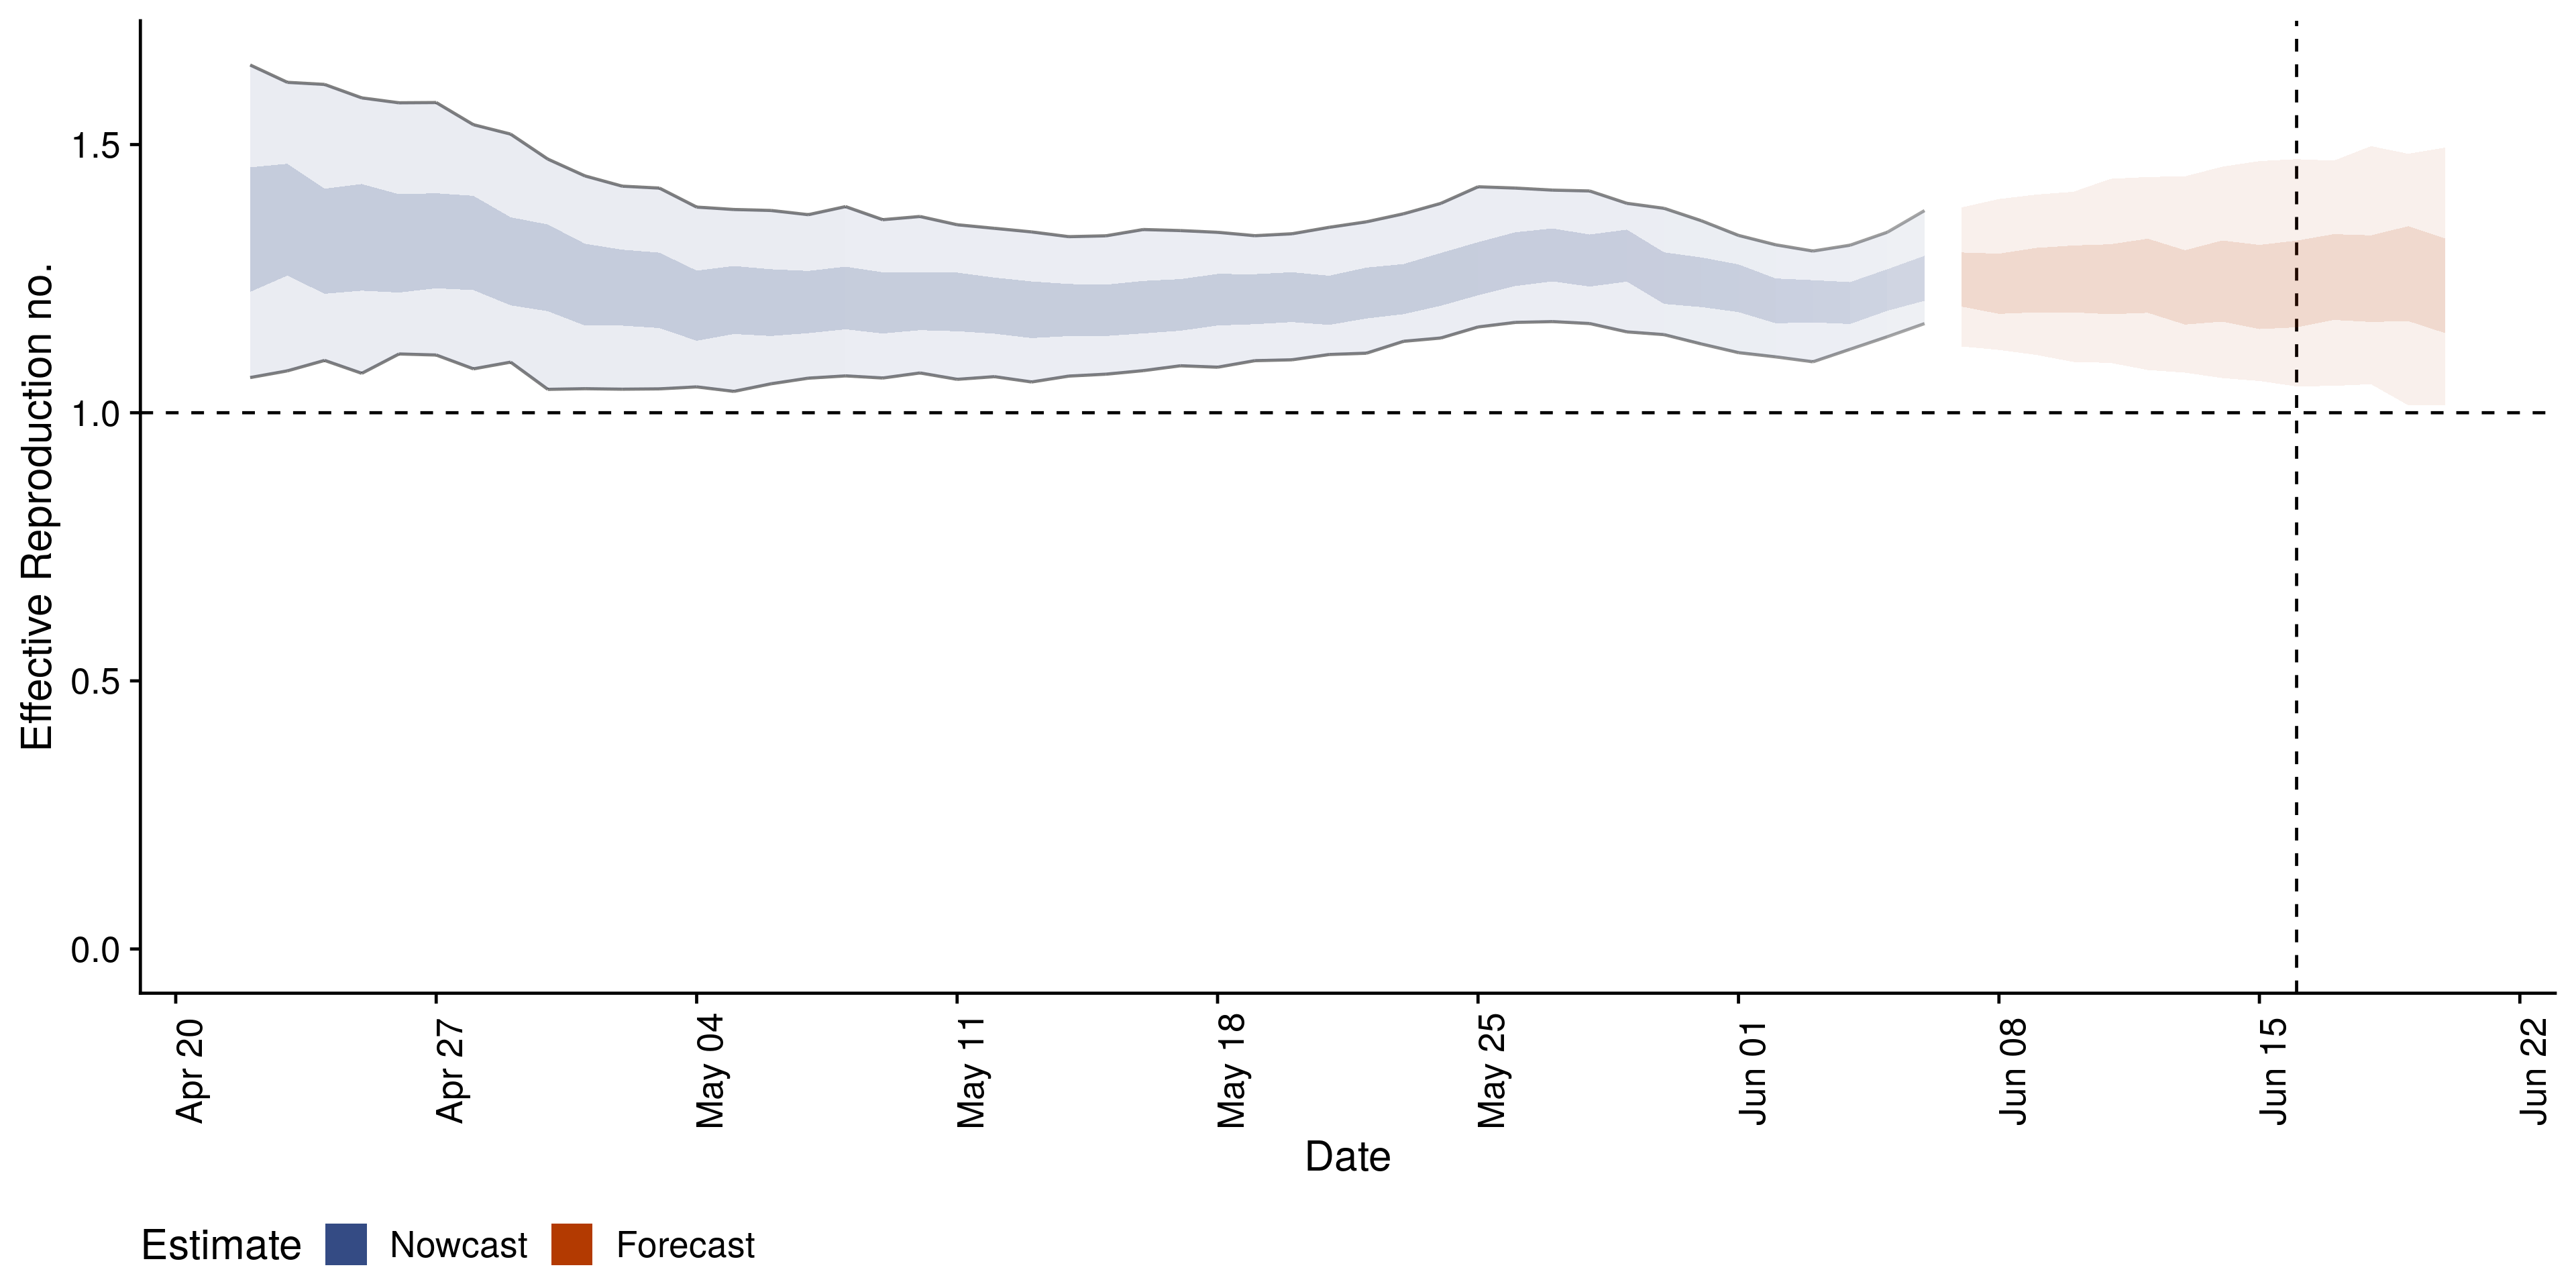 Effective Reproduction no.
1.5
1.0
0.5
0.0
Apr 20
Apr 27
May 04
May 11
May 18
May 25
Jun 01
Jun 08
Jun 15
Jun 22
Date
Estimate Nowcast Forecast